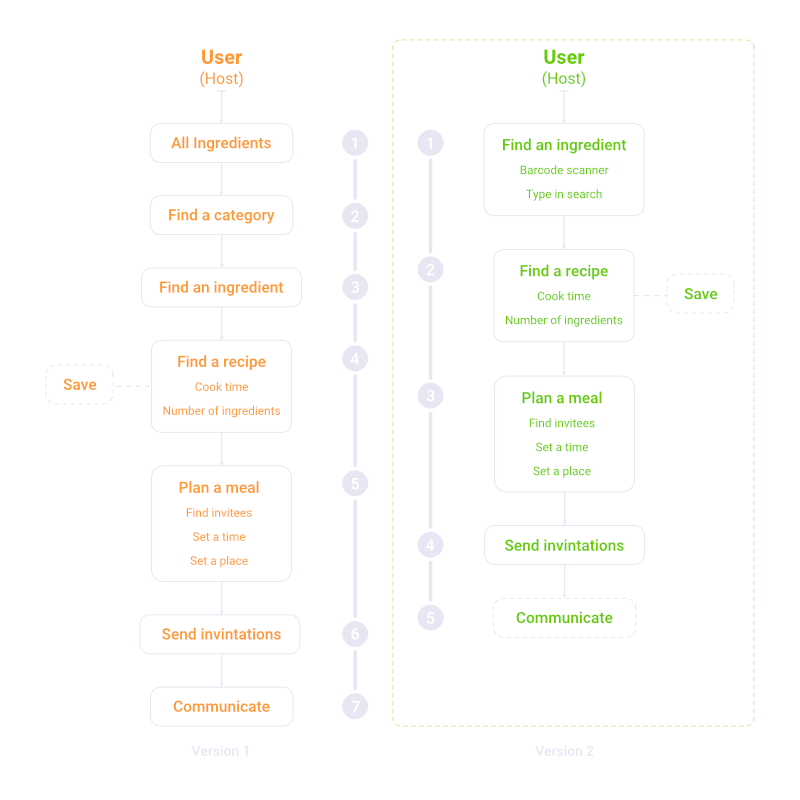 User
(Host)
All Ingredients
Find a category
Find an ingredient
Find a recipe
Cook time
Number of ingredients
Save
Plan a meal
Find invitees
Set a time
Set a place
Send invintations
Communicate
1
2
3
4
5
6
7
Version 1
User
(Host)
1
2
3
4
5
Find an ingredient
Barcode scanner
Type in search
Find a recipe
Cook time
Number of ingredients
Save
Plan a meal
Find invitees
Set a time
Set a place
Send invintations
Communicate
Version 2